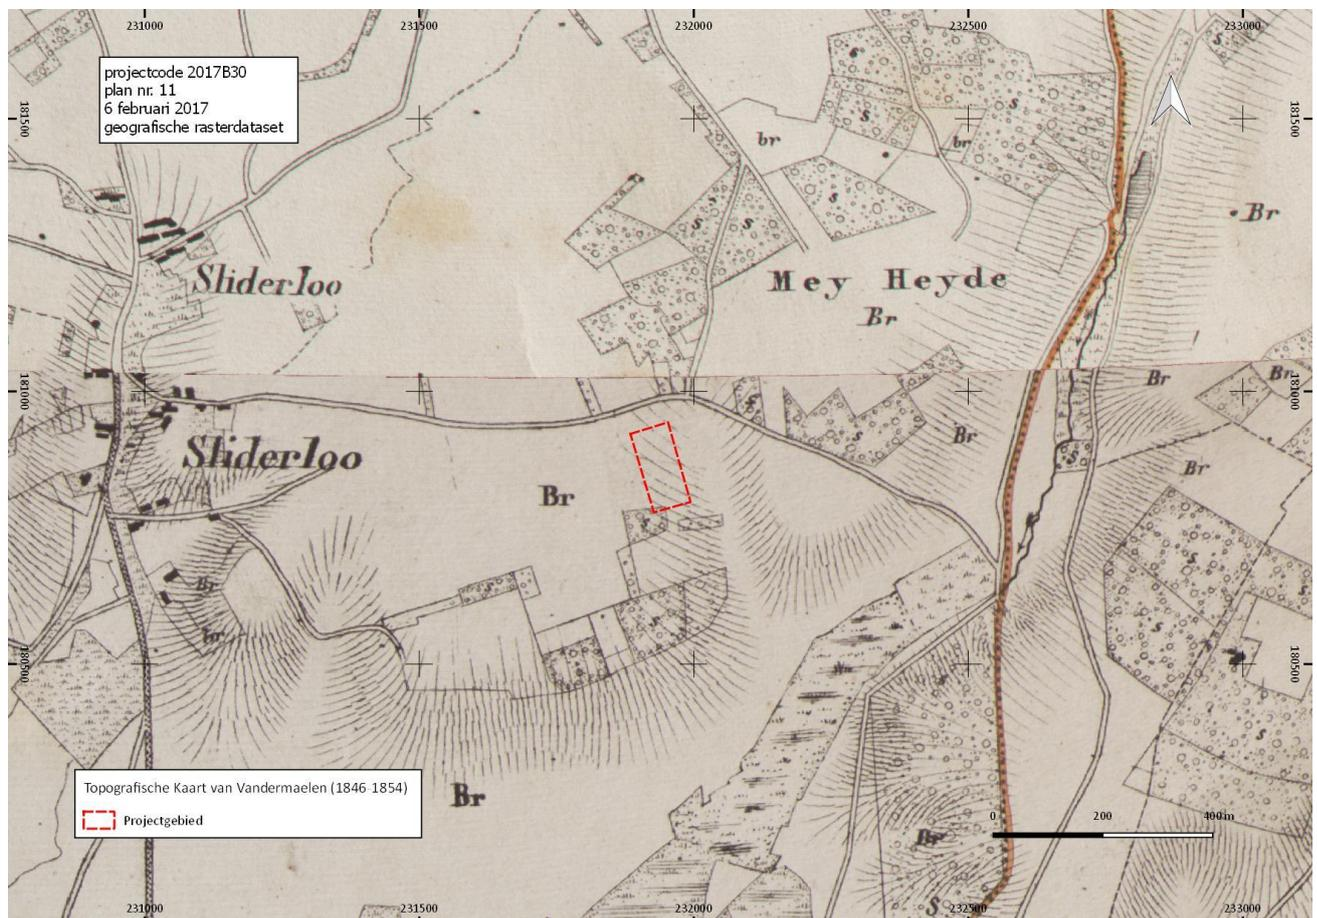 231000
231500
232000
232500
233000
projectcode 2017B30
plan nr. 11
6 februari 2017
geografische rasterdataset
181500
181500
S
S
S
S
br
br
S
S
S
S
Br
Sliderloo
Mey Heyde
Br
181000
181000
Br
Br
S
S
Br
Sliderloo
Br
Br
S
S
S
Br
br
S
S
S
180500
180500
S
S
Topografische Kaart van Vandermaelen (1846-1854)
Projectgebied
Br
0
200
400 m
Br
S
231000
231500
232000
232500
233000